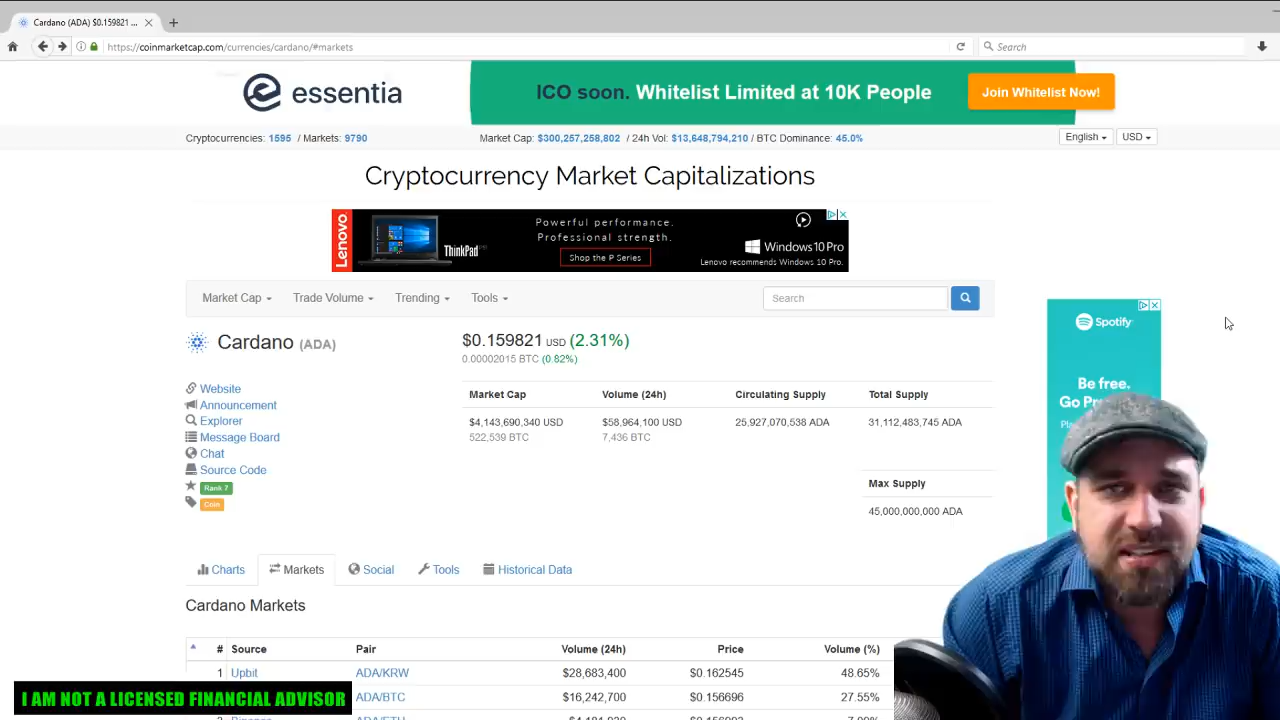 Cardano (ADA) $0.159821 ...
https://coinmarketcap.com/currencies/cardano/#markets
Search
essentia
ICO soon. Whitelist Limited at 10K People
Join Whitelist Now!
Cryptocurrencies: 1595 / Markets: 9790
Market Cap: $300,257,258,802 / 24h Vol: $13,648,794,210 / BTC Dominance: 45.0%
English
USD
Cryptocurrency Market Capitalizations
Lenovo
ThinkPad
Powerful performance.
Professional strength.
Shop the P Series
Windows 10 Pro
Lenovo recommends Windows 10 Pro.
Market Cap
Trade Volume
Trending
Tools
Search
Cardano (ADA)
$0.159821 USD (2.31%)
0.00002015 BTC (0.82%)
Website
Announcement
Explorer
Message Board
Chat
Source Code
Rank 7
Coin
Market Cap Volume (24h) Circulating Supply Total Supply
$4,143,690,340 USD $58,964,100 USD 25,927,070,538 ADA 31,112,483,745 ADA
522,539 BTC 7,436 BTC
Max Supply
45,000,000,000 ADA
Spotify
Be free.
Charts Markets Social Tools Historical Data
Cardano Markets
# Source Pair Volume (24h) Price Volume (%)
1 Upbit ADA/KRW $28,683,400 $0.162545 48.65%
ADA/BTC $16,242,700 $0.156696 27.55%
I AM NOT A LICENSED FINANCIAL ADVISOR